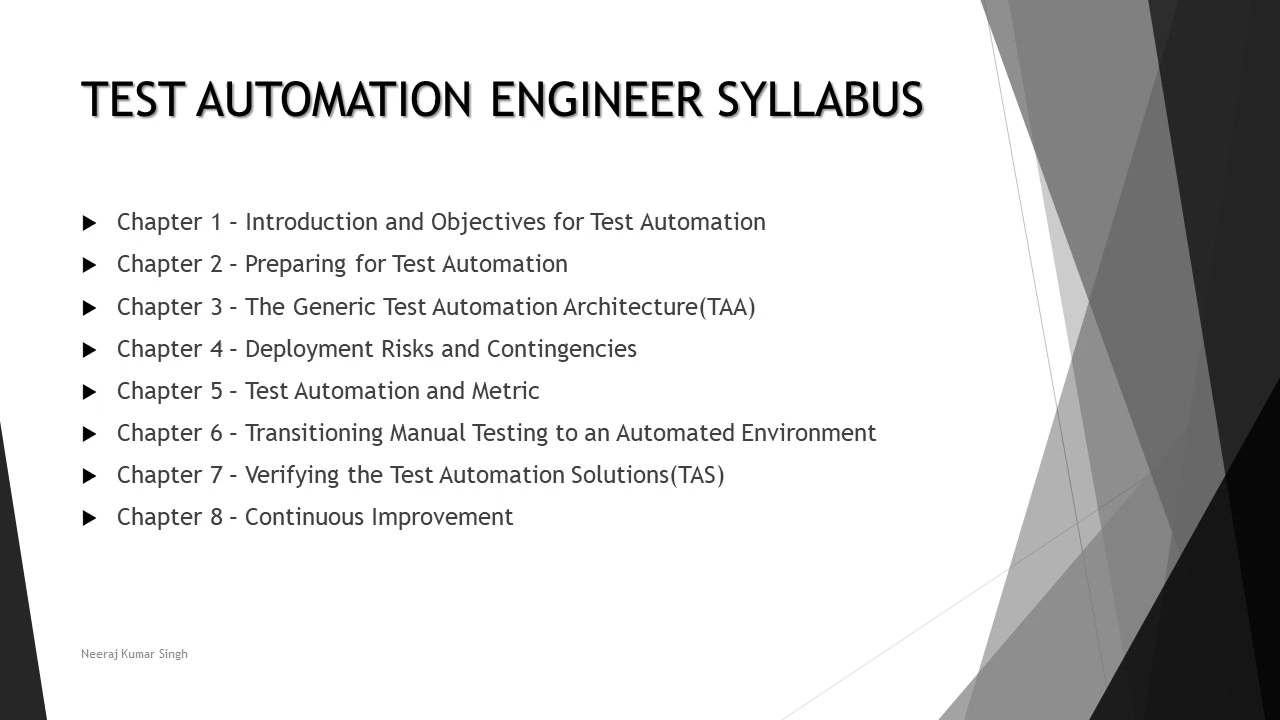 TEST AUTOMATION ENGINEER SYLLABUS
Chapter 1 – Introduction and Objectives for Test Automation
Chapter 2 – Preparing for Test Automation
Chapter 3 – The Generic Test Automation Architecture(TAA)
Chapter 4 – Deployment Risks and Contingencies
Chapter 5 – Test Automation and Metric
Chapter 6 – Transitioning Manual Testing to an Automated Environment
Chapter 7 – Verifying the Test Automation Solutions(TAS)
Chapter 8 – Continuous Improvement
Neeraj Kumar Singh